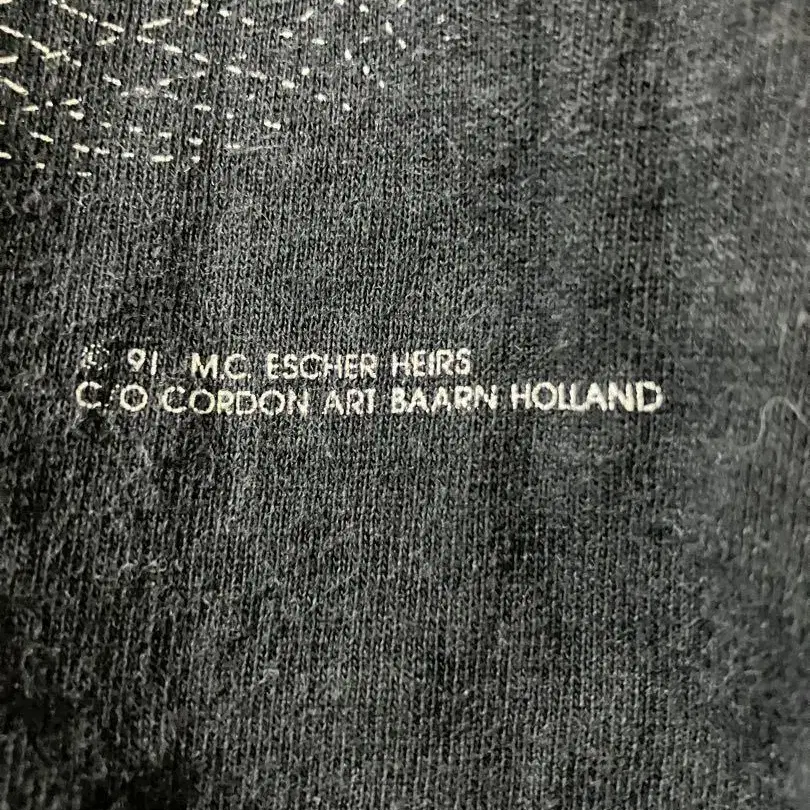 © 91 M.C. ESCHER HEIRS
C/O CORDON ART BAARN HOLLAND